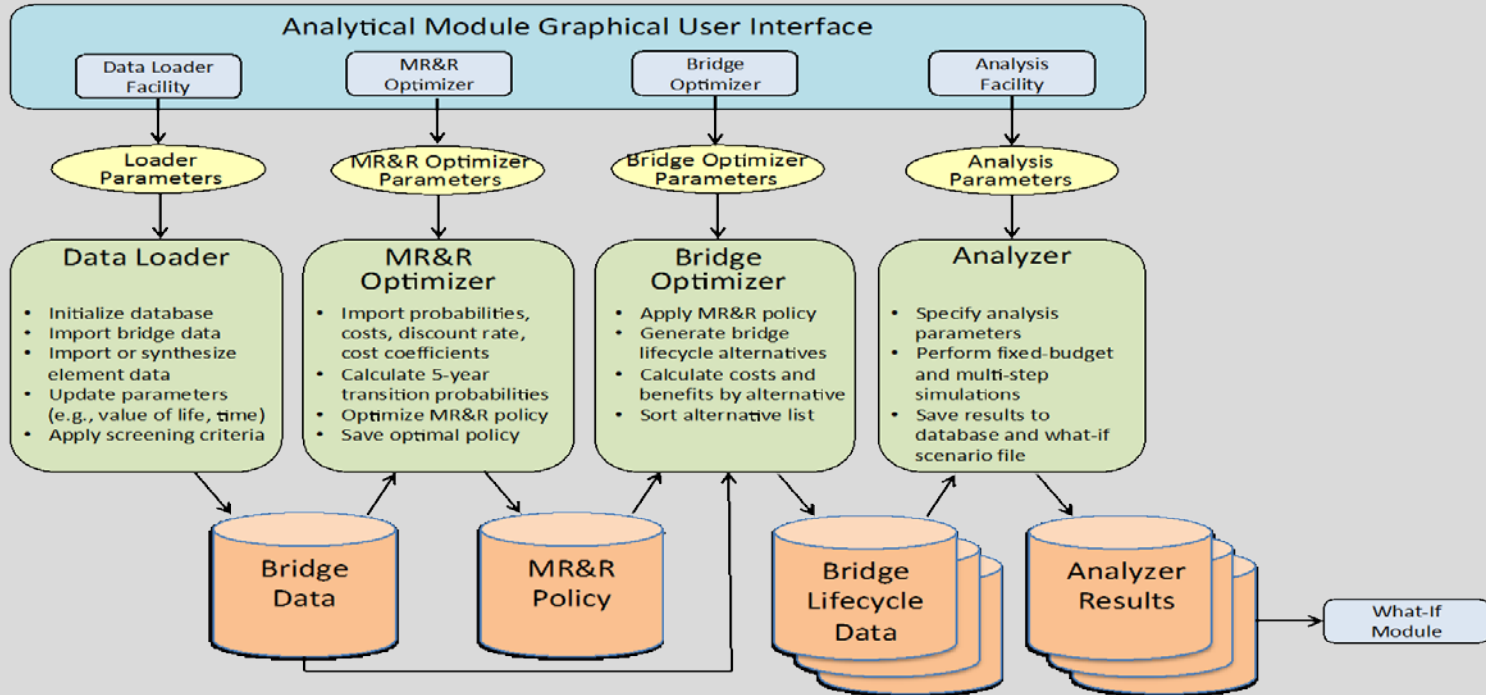 Analytical Module Graphical User Interface
Data Loader
Facility
MR&R
Optimizer
Bridge
Optimizer
Analysis
Facility
Loader
Parameters
MR&R Optimizer
Parameters
Bridge Optimizer
Parameters
Analysis
Parameters
Data Loader
• Initialize database
• Import bridge data
• Import or synthesize
element data
• Update parameters
(e.g., value of life, time)
• Apply screening criteria
MR&R
Optimizer
• Import probabilities,
costs, discount rate,
cost coefficients
• Calculate 5-year
transition probabilities
• Optimize MR&R policy
• Save optimal policy
Bridge
Optimizer
• Apply MR&R policy
• Generate bridge
lifecycle alternatives
• Calculate costs and
benefits by alternative
• Sort alternative list
Analyzer
• Specify analysis
parameters
• Perform fixed-budget
and multi-step
simulations
• Save results to
database and what-if
scenario file
Bridge
Data
MR&R
Policy
Bridge
Lifecycle
Data
Analyzer
Results
What-If
Module